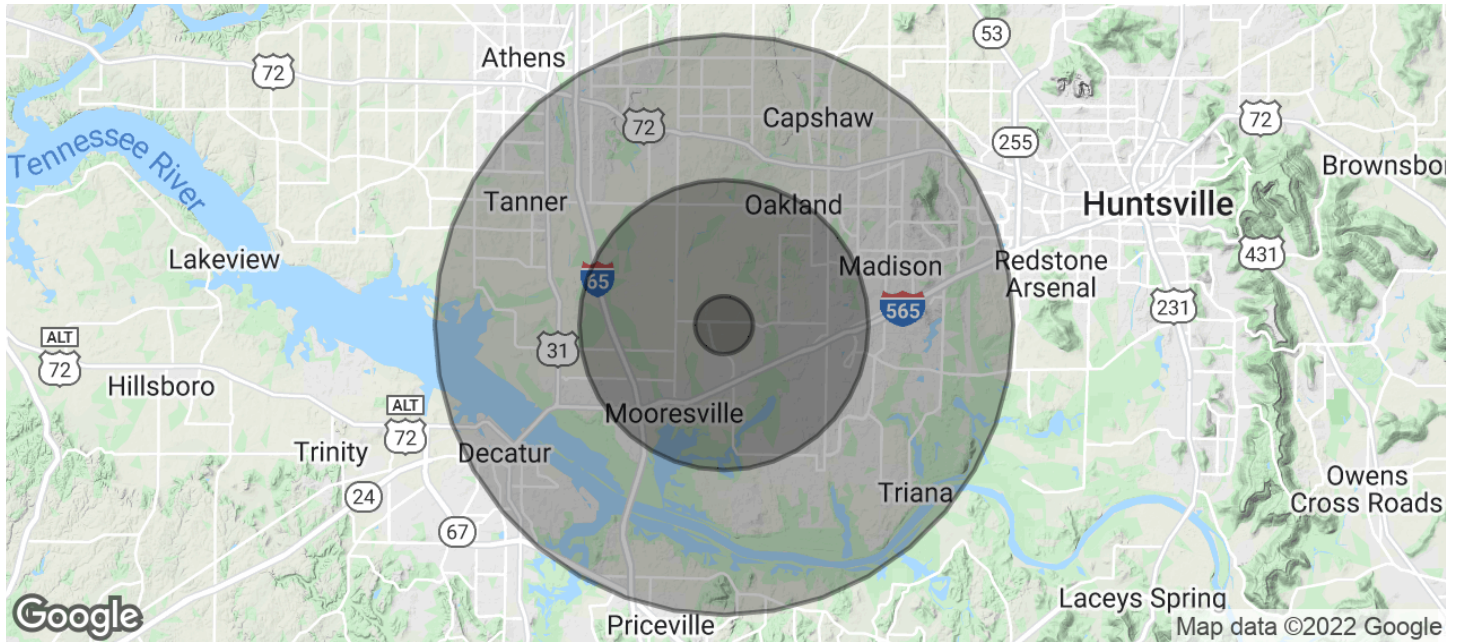 53
Athens
72
72
Capshaw
72
255
Brownsbo
Tennessee River
Tanner
Oakland
Huntsville
431
Lakeview
65
Madison
Redstone
Arsenal
565
231
ALT
72
31
Hillsboro
ALT
72
Mooresville
Trinity
Decatur
24
Triana
Owens
Cross Roads
67
Laceys Spring
Google
Priceville
Map data ©2022 Google